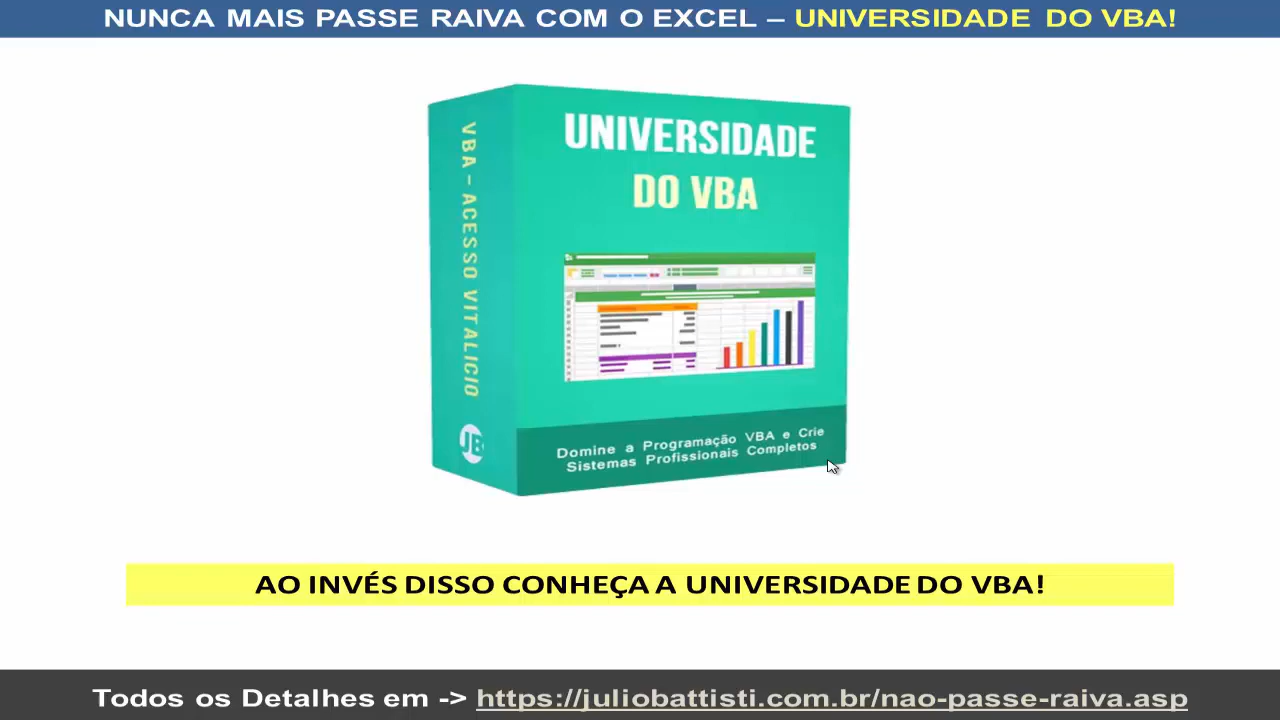 NUNCA MAIS PASSE RAIVA COM O EXCEL – UNIVERSIDADE DO VBA!
VBA – ACESSO VITALICIO
JB
UNIVERSIDADE
DO VBA
Domine a Programação VBA e Crie
Sistemas Profissionais Completos
AO INVÉS DISSO CONHEÇA A UNIVERSIDADE DO VBA!
Todos os Detalhes em -> https://juliobattisti.com.br/nao-passe-raiva.asp